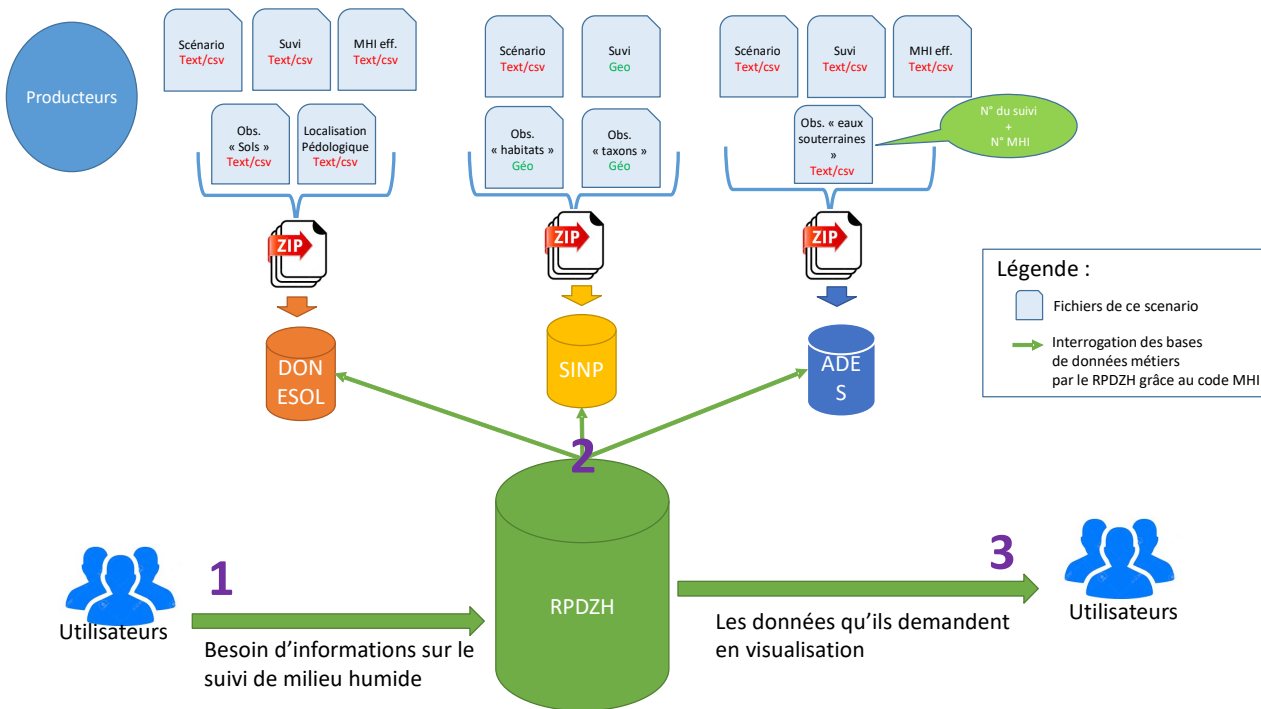 Producteurs
Scénario
Text/csv
Suvi
Text/csv
MHI eff.
Text/csv
Obs.
« Sols »
Text/csv
Localisation
Pédologique
Text/csv
Scénario
Text/csv
Suvi
Geo
Obs.
« habitats »
Géo
Obs.
« taxons »
Géo
Scénario
Text/csv
Suvi
Text/csv
MHI eff.
Text/csv
Obs. « eaux
souterraines
»
Text/csv
N° du suivi
+
N° MHI
ZIP
ZIP
ZIP
DON
ESOL
SINP
ADE
S
Légende :
Fichiers de ce scenario
Interrogation des bases
de données métiers
par le RPDZH grâce au code MHI
2
1
3
RPDZH
Utilisateurs
Besoin d'informations sur le
suivi de milieu humide
Les données qu'ils demandent
en visualisation
Utilisateurs